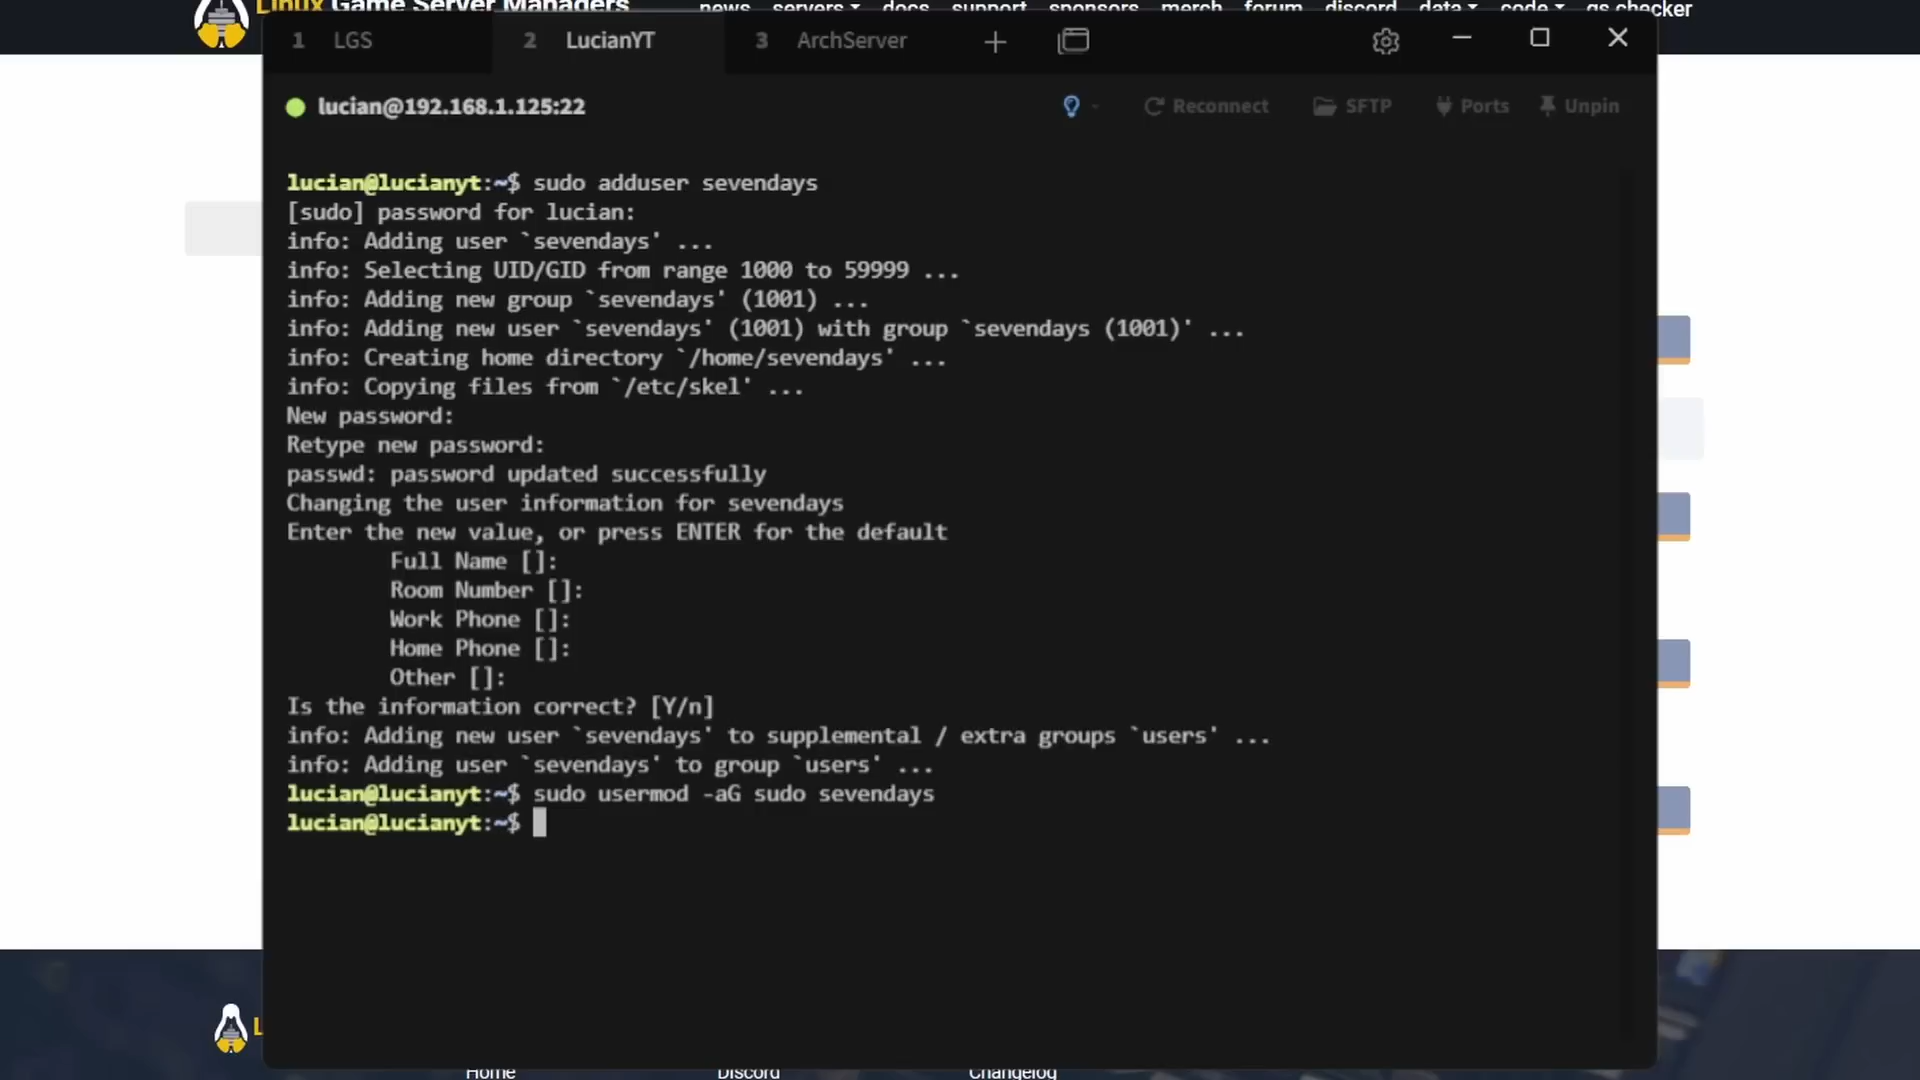 Linux Game Server Managers
news servers docs support sponsors merch forum discord data code gs checker
1 LGS 2 LucianYT 3 ArchServer
lucian@192.168.1.125:22 Reconnect SFTP Ports Unpin
lucian@lucianyt:~$ sudo adduser sevendays
[sudo] password for lucian:
info: Adding user `sevendays' ...
info: Selecting UID/GID from range 1000 to 59999 ...
info: Adding new group `sevendays' (1001) ...
info: Adding new user `sevendays' (1001) with group `sevendays (1001)' ...
info: Creating home directory `/home/sevendays' ...
info: Copying files from `/etc/skel' ...
New password:
Retype new password:
passwd: password updated successfully
Changing the user information for sevendays
Enter the new value, or press ENTER for the default
Full Name []:
Room Number []:
Work Phone []:
Home Phone []:
Other []:
Is the information correct? [Y/n]
info: Adding new user `sevendays' to supplemental / extra groups `users' ...
info: Adding user `sevendays' to group `users' ...
lucian@lucianyt:~$ sudo usermod -aG sudo sevendays
lucian@lucianyt:~$
L
Home Discord Changelog